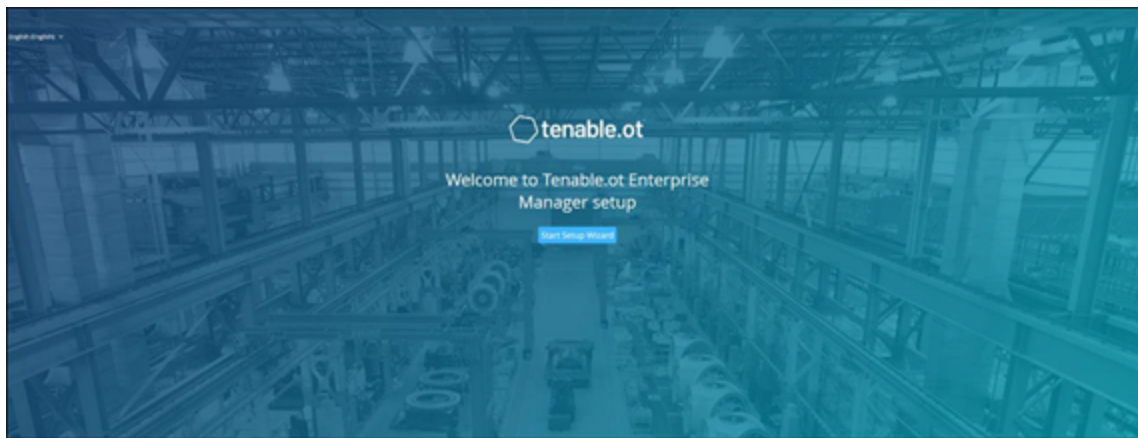 English (English)
tenable.ot
Welcome to Tenable.ot Enterprise
Manager setup
Start Setup Wizard